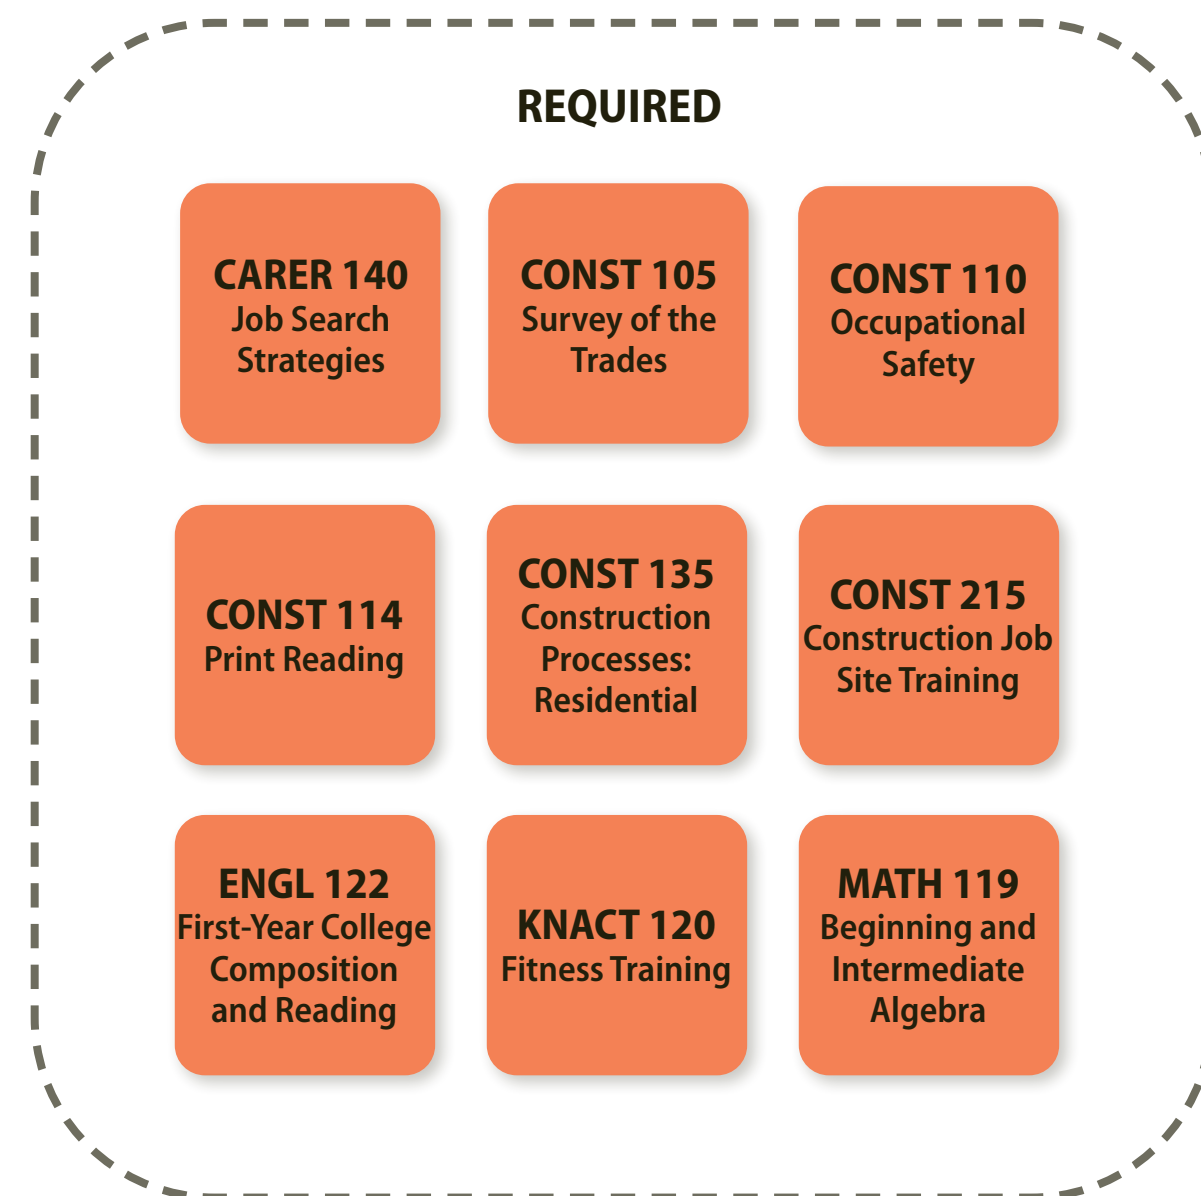 REQUIRED
CARER 140
Job Search
Strategies
CONST 105
Survey of the
Trades
CONST 110
Occupational
Safety
CONST 114
Print Reading
CONST 135
Construction
Processes:
Residential
CONST 215
Construction Job
Site Training
ENGL 122
First-Year College
Composition
and Reading
KNACT 120
Fitness Training
MATH 119
Beginning and
Intermediate
Algebra